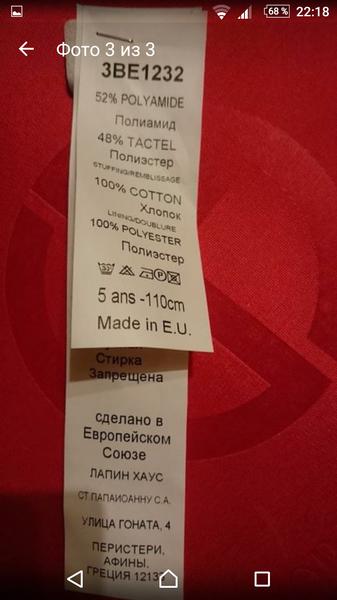 68% 22:18
Фото 3 из 3
3BE1232
52% POLYAMIDE
Полиамид
48% TACTEL
Полиэстер
STUFFING/REMBLISSAGE
100% COTTON
Хлопок
LINING/DOUBLURE
100% POLYESTER
Полиэстер
5 ans -110cm
Made in E.U.
Стирка
Запрещена
сделано в
Европейском
Союзе
ЛАПИН ХАУС
СТ ПАПАИОАННУ С.А.
УЛИЦА ГОНАТА, 4
ПЕРИСТЕРИ,
АФИНЫ,
ГРЕЦИЯ